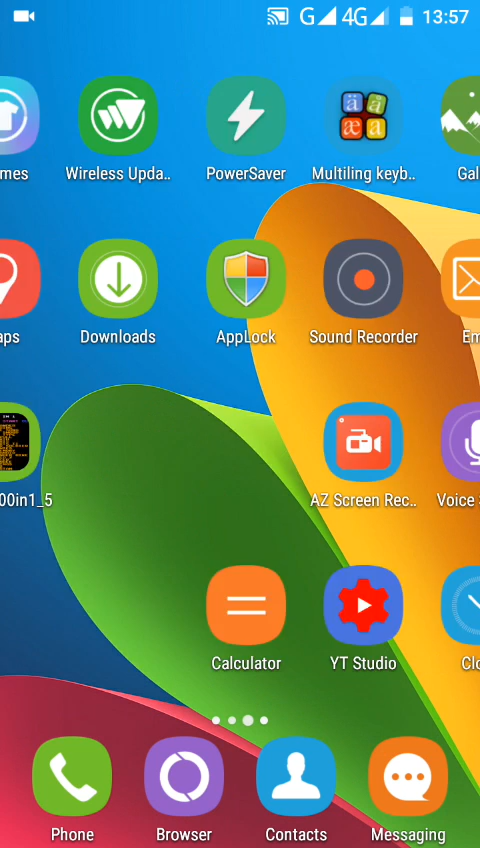 G 4G 13:57
mes Wireless Upda.. PowerSaver Multiling keyb.. Gal
aps Downloads AppLock Sound Recorder Em
00in1_5 AZ Screen Rec.. Voice
Calculator YT Studio Clo
Phone Browser Contacts Messaging